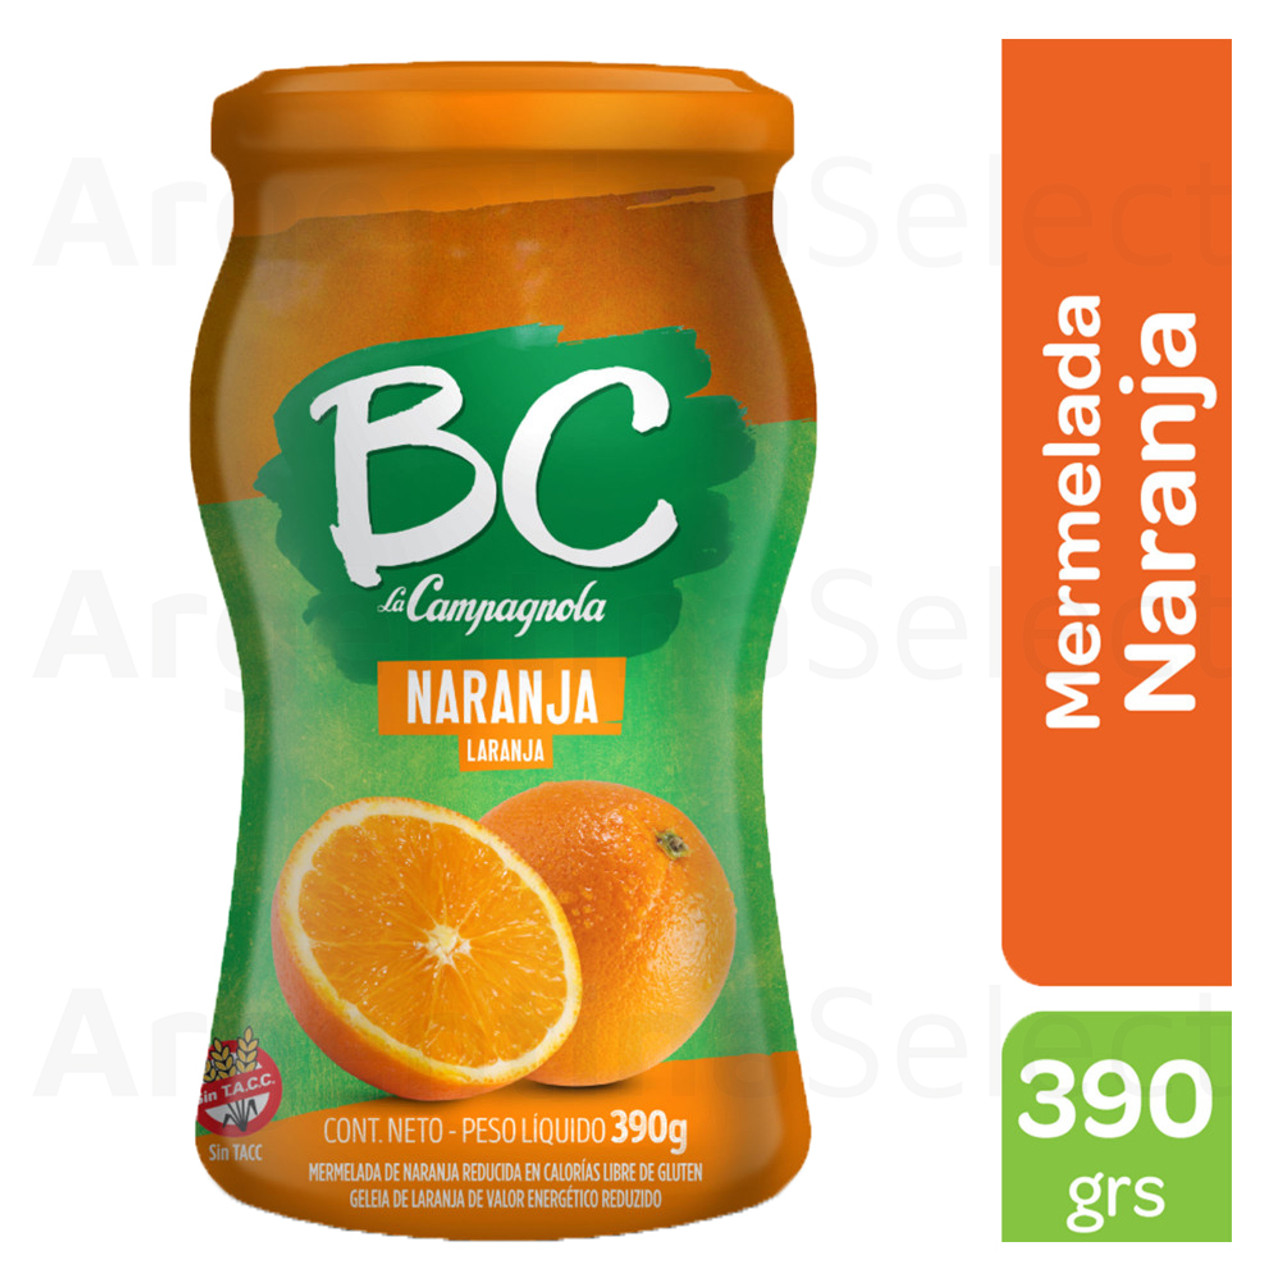 BC
La Campagnola
NARANJA
LARANJA
Sin T.A.C.C.
Sin TACC
CONT. NETO - PESO LÍQUIDO 390g
MERMELADA DE NARANJA REDUCIDA EN CALORÍAS LIBRE DE GLUTEN
GELEIA DE LARANJA DE VALOR ENERGÉTICO REDUZIDO
Mermelada
Naranja
390
grs